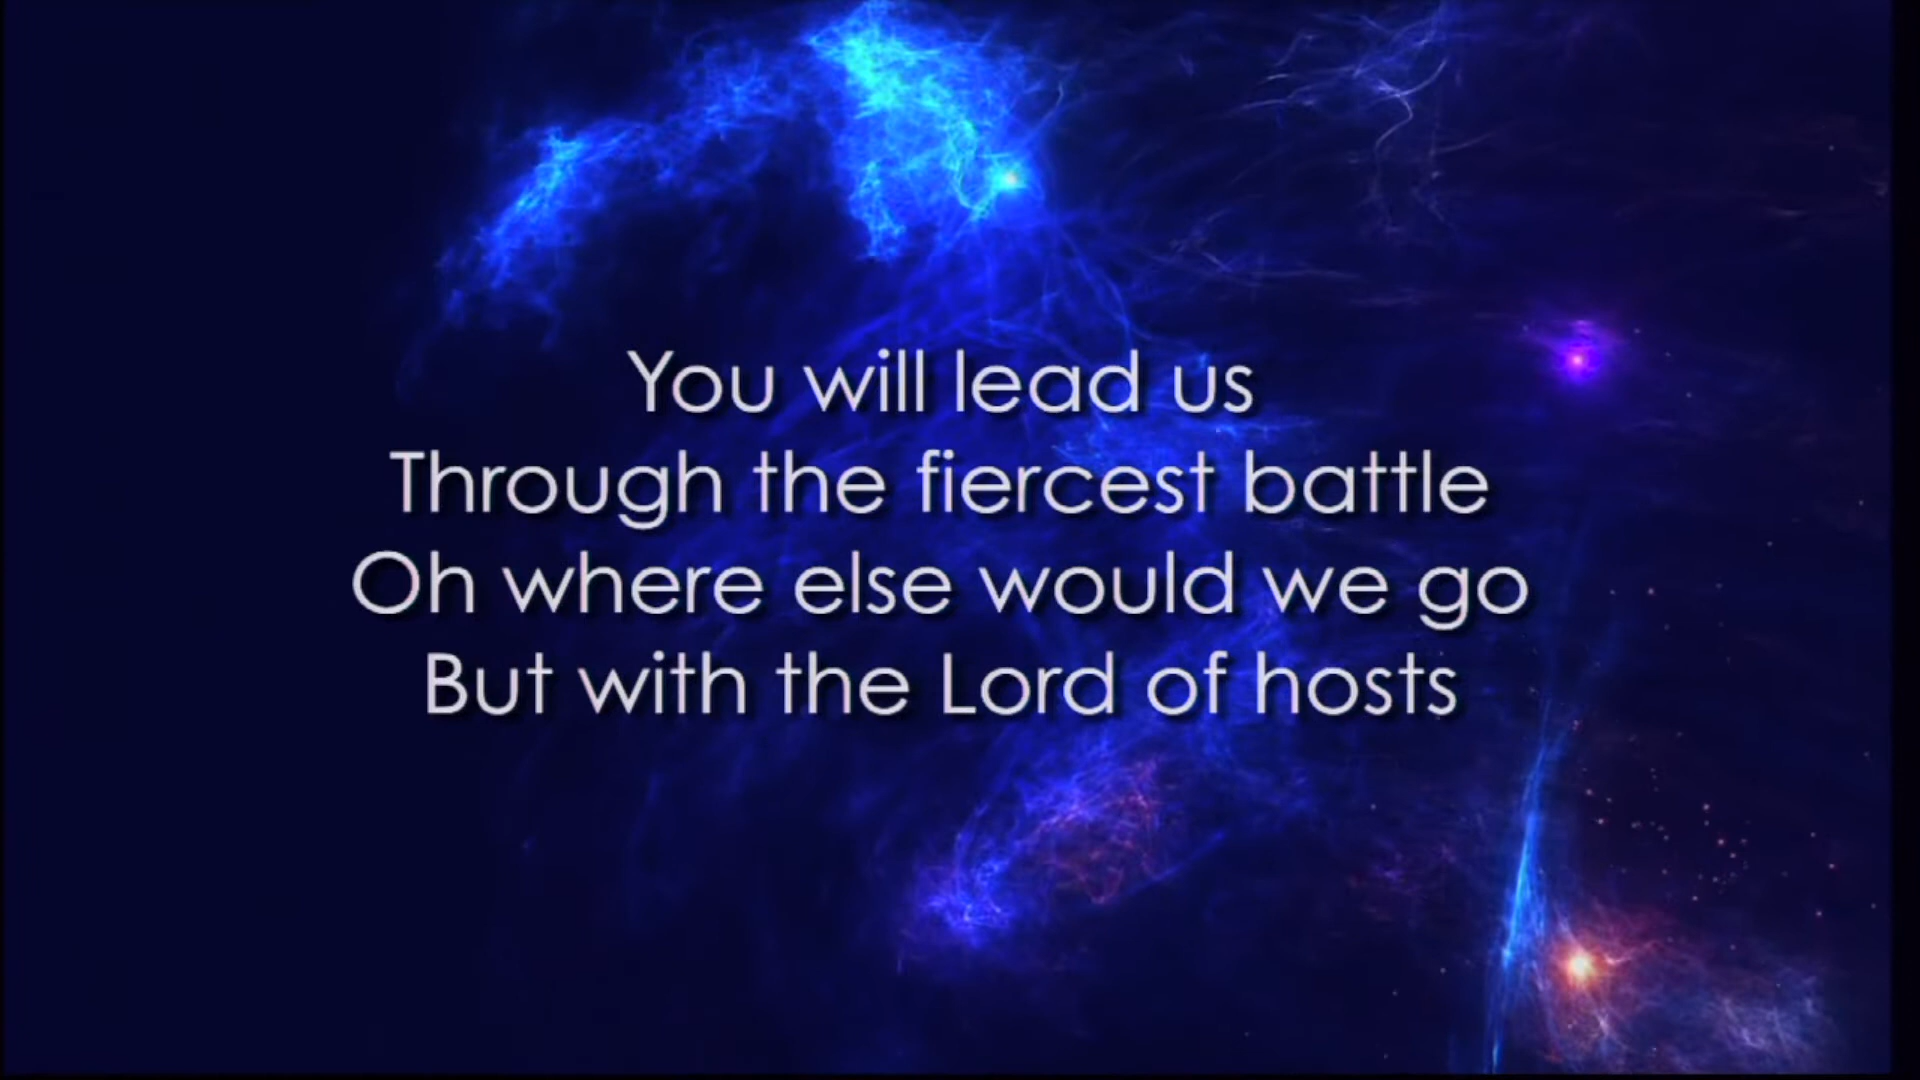 You will lead us
Through the fiercest battle
Oh where else would we go
But with the Lord of hosts